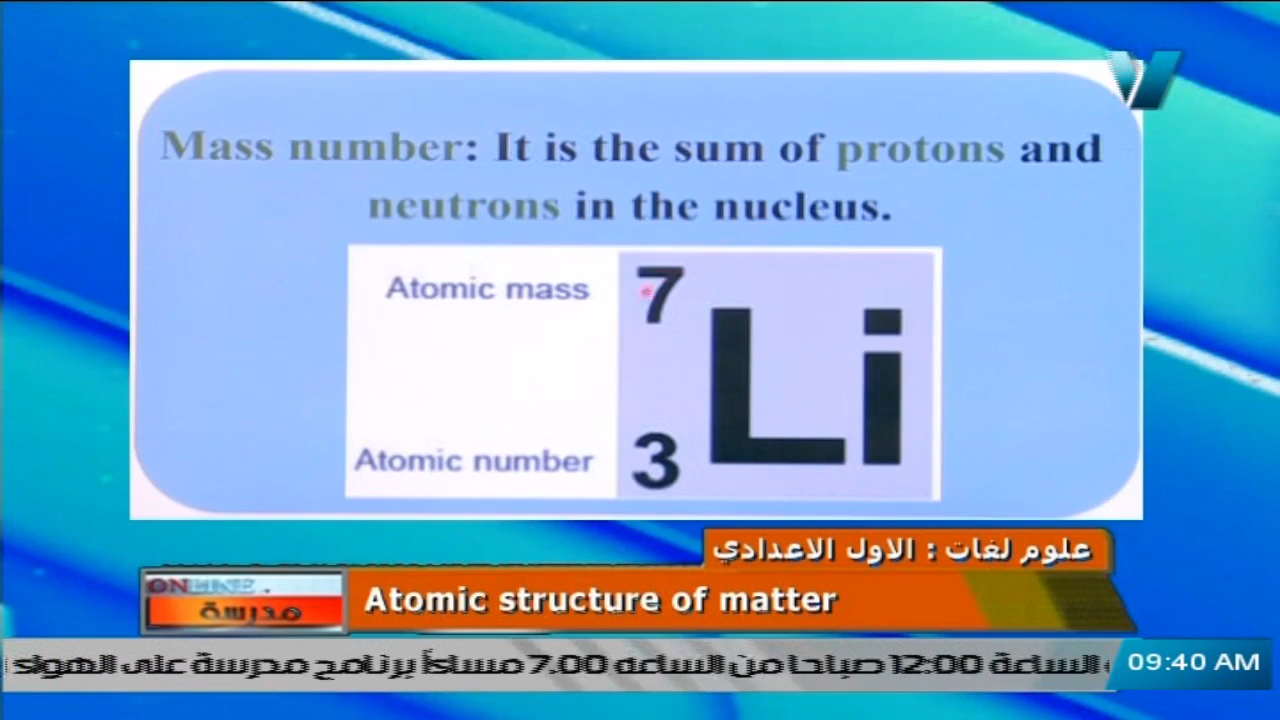 Mass number: It is the sum of protons and
neutrons in the nucleus.
Atomic mass
7
Li
Atomic number
3
علوم لغات : الاول الاعدادي
ONLINE
مدرسة
Atomic structure of matter
الساعة 12:00 صباحا من الساعه 7.00 مساءاً برنامج مدرسة على الهواء
09:40 AM